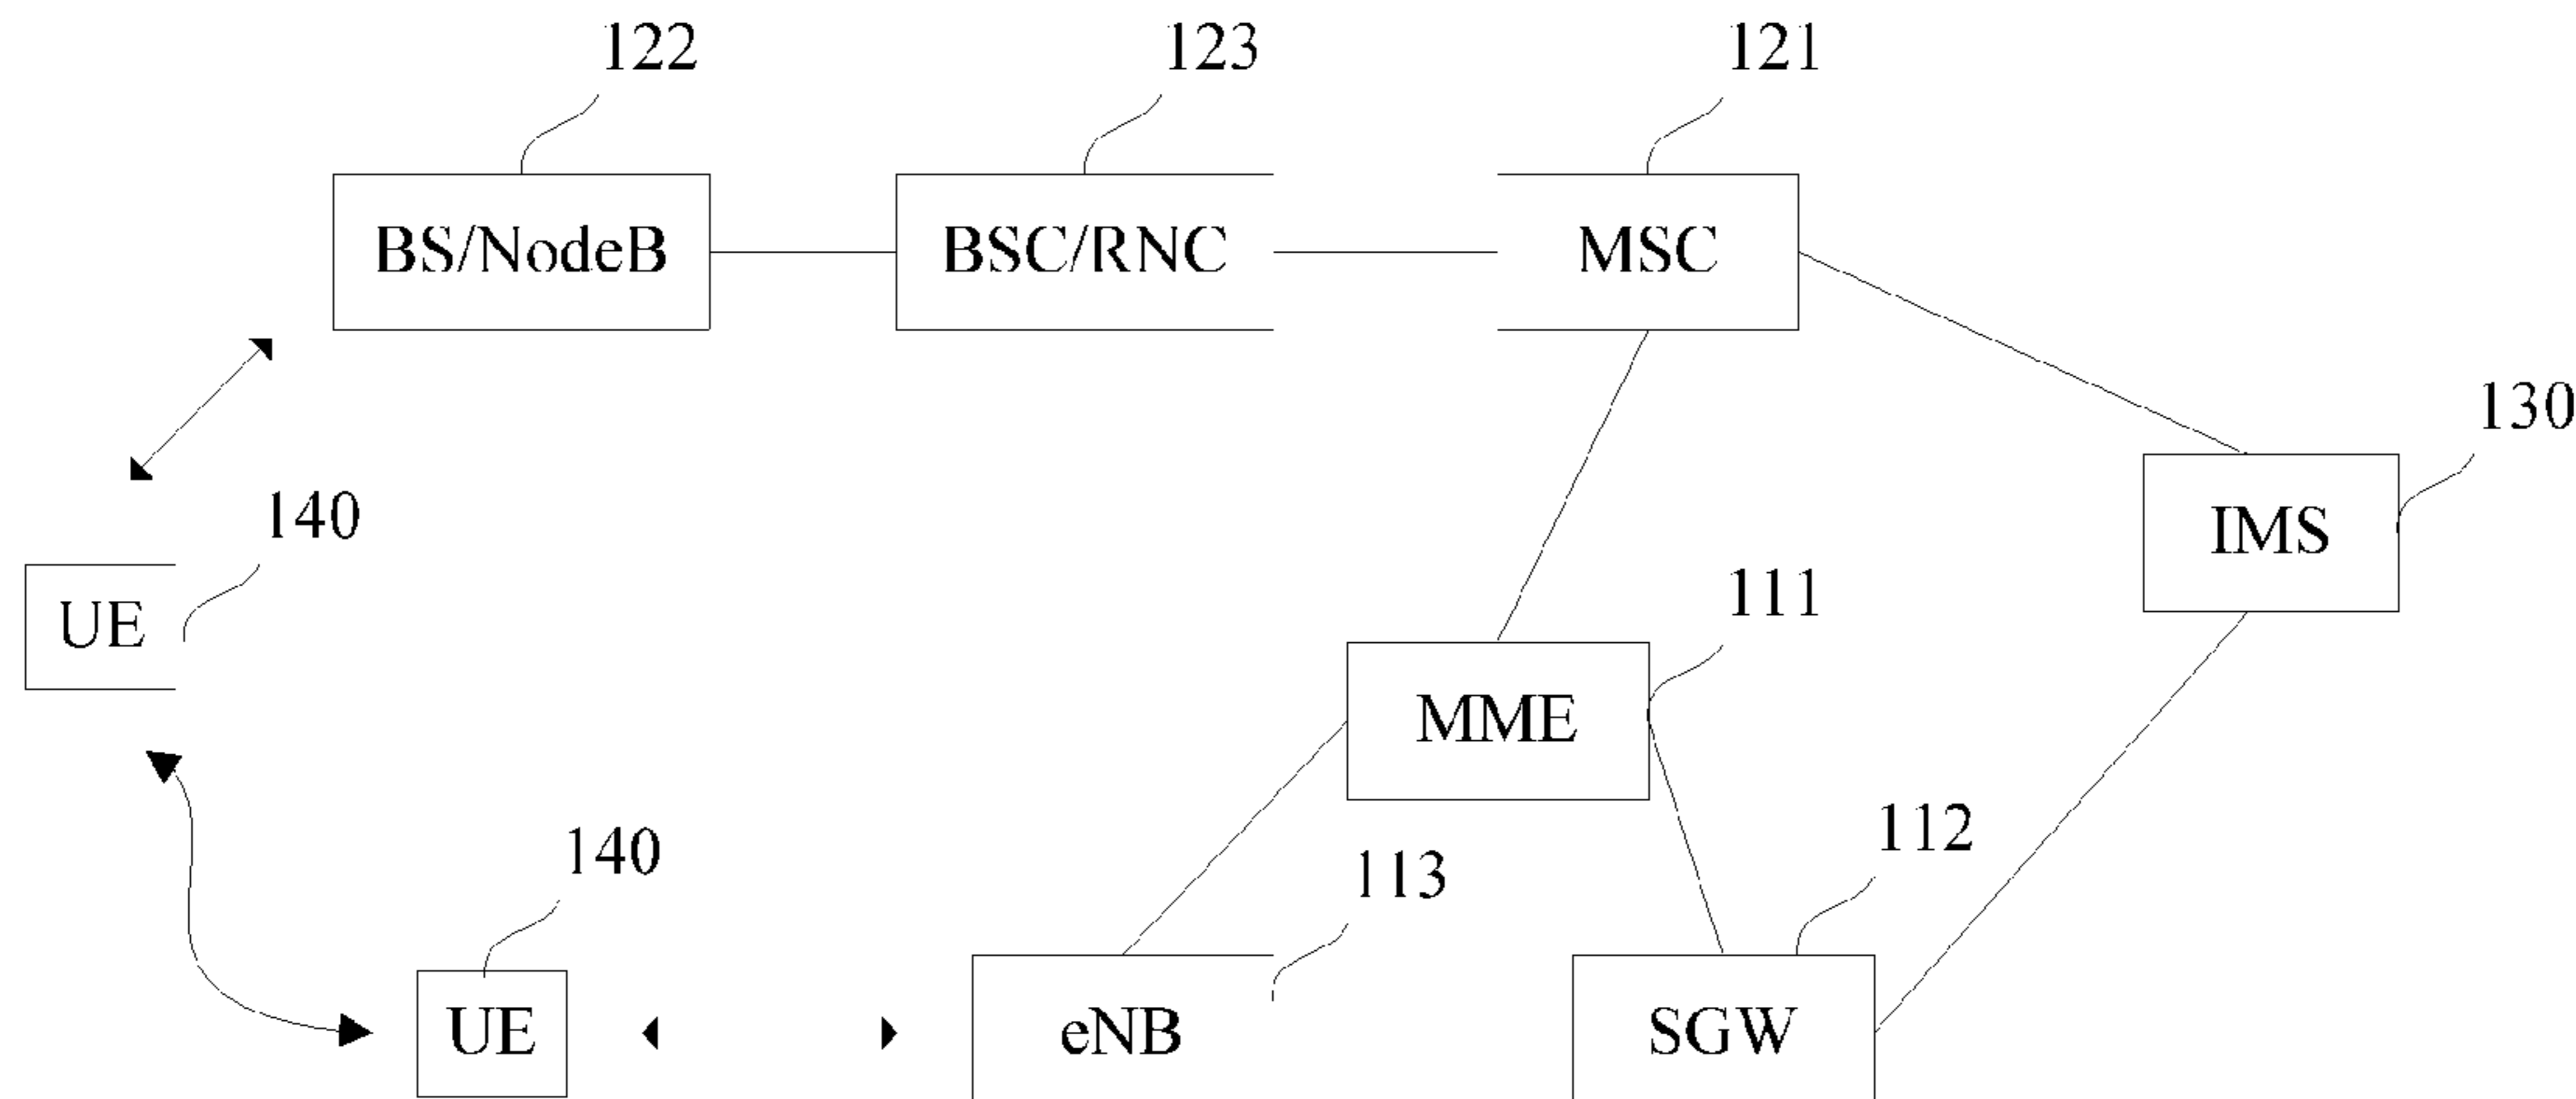 122
123
121
BS/NodeB
BSC/RNC
MSC
130
140
IMS
111
UE
MME
112
140
113
UE
eNB
SGW